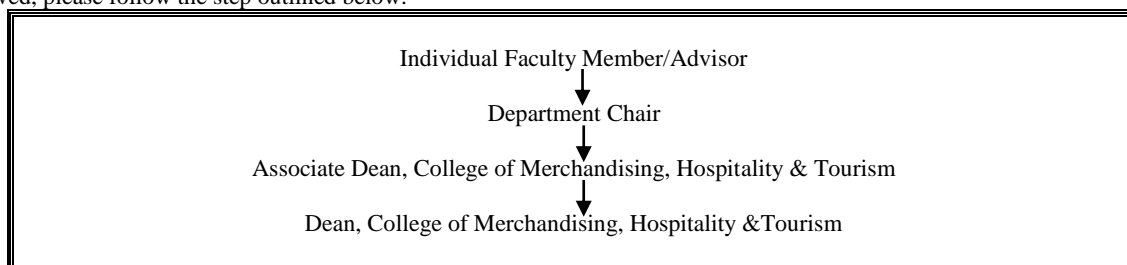 please follow the step outlined below.
Individual Faculty Member/Advisor
Department Chair
Associate Dean, College of Merchandising, Hospitality & Tourism
Dean, College of Merchandising, Hospitality &Tourism